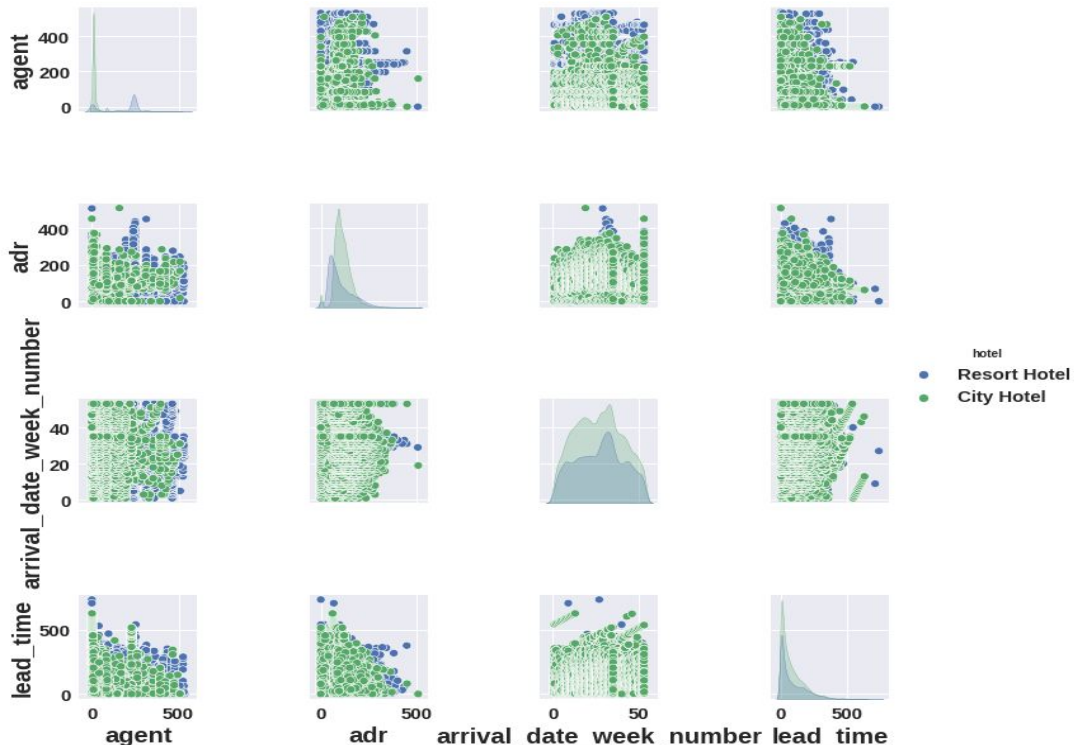 agent
400
200
0
adr
400
200
0
hotel
Resort Hotel
City Hotel
arrival_date_week_number
40
20
0
lead_time
500
0
0 500 0 500 0 50 0 500
agent adr arrival date week number lead time